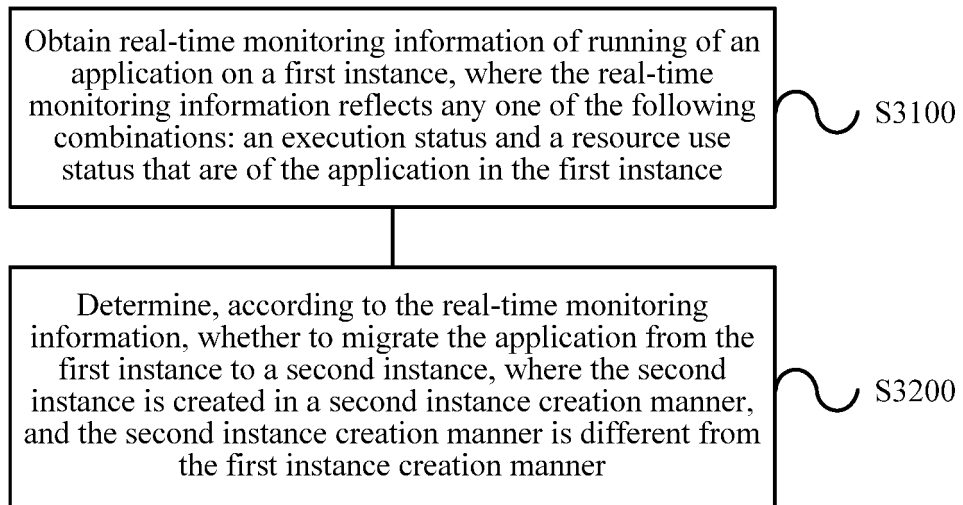 Obtain real-time monitoring information of running of an
application on a first instance, where the real-time
monitoring information reflects any one of the following
combinations: an execution status and a resource use
status that are of the application in the first instance
S3100
Determine, according to the real-time monitoring
information, whether to migrate the application from the
first instance to a second instance, where the second
instance is created in a second instance creation manner,
and the second instance creation manner is different from
the first instance creation manner
S3200